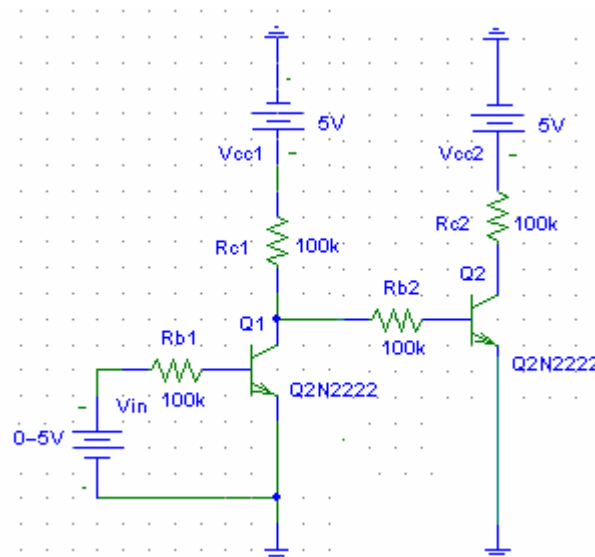 5V
5V
Vcc1
Vcc2
Rc1
100k
Rc2
100k
Q1
Rb2
Q2
Rb1
100k
Q2N2222
Q2N2222
Vin
100k
0-5V